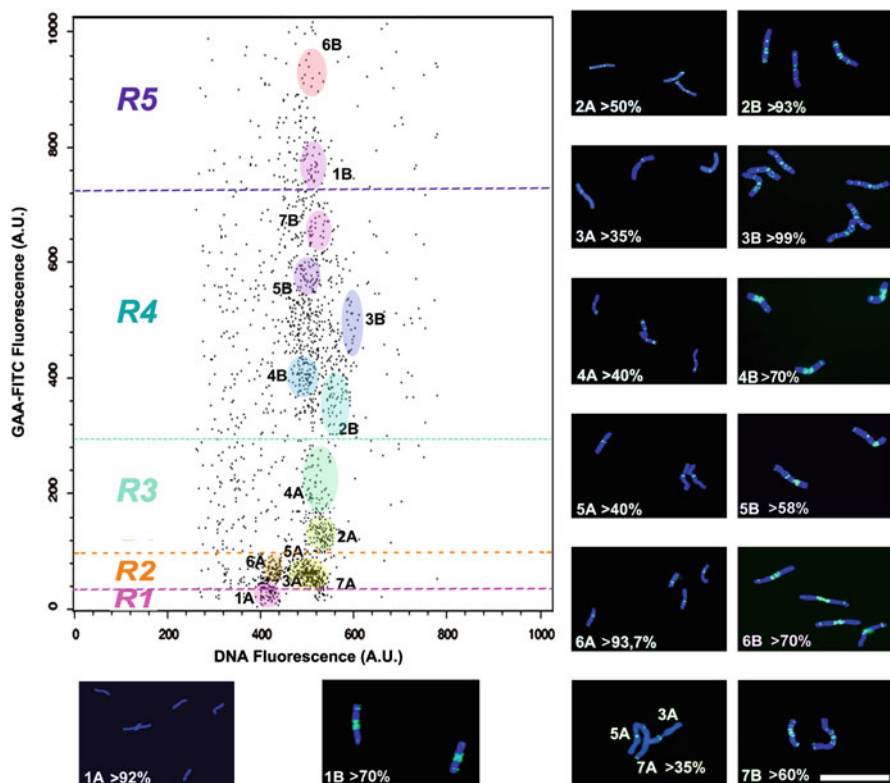 1000
800
600
400
200
0
GAA-FITC Fluorescence (A.U.)
R5
R4
R3
R2
R1
6B
1B
7B
5B
3B
4B
2B
4A
2A
5A
6A
3A
7A
1A
0 200 400 600 800 1000
DNA Fluorescence (A.U.)
2A >50%
2B >93%
3A >35%
3B >99%
4A >40%
4B >70%
5A >40%
5B >58%
6A >93,7%
6B >70%
1A >92%
1B >70%
5A 3A
7A >35%
7B >60%